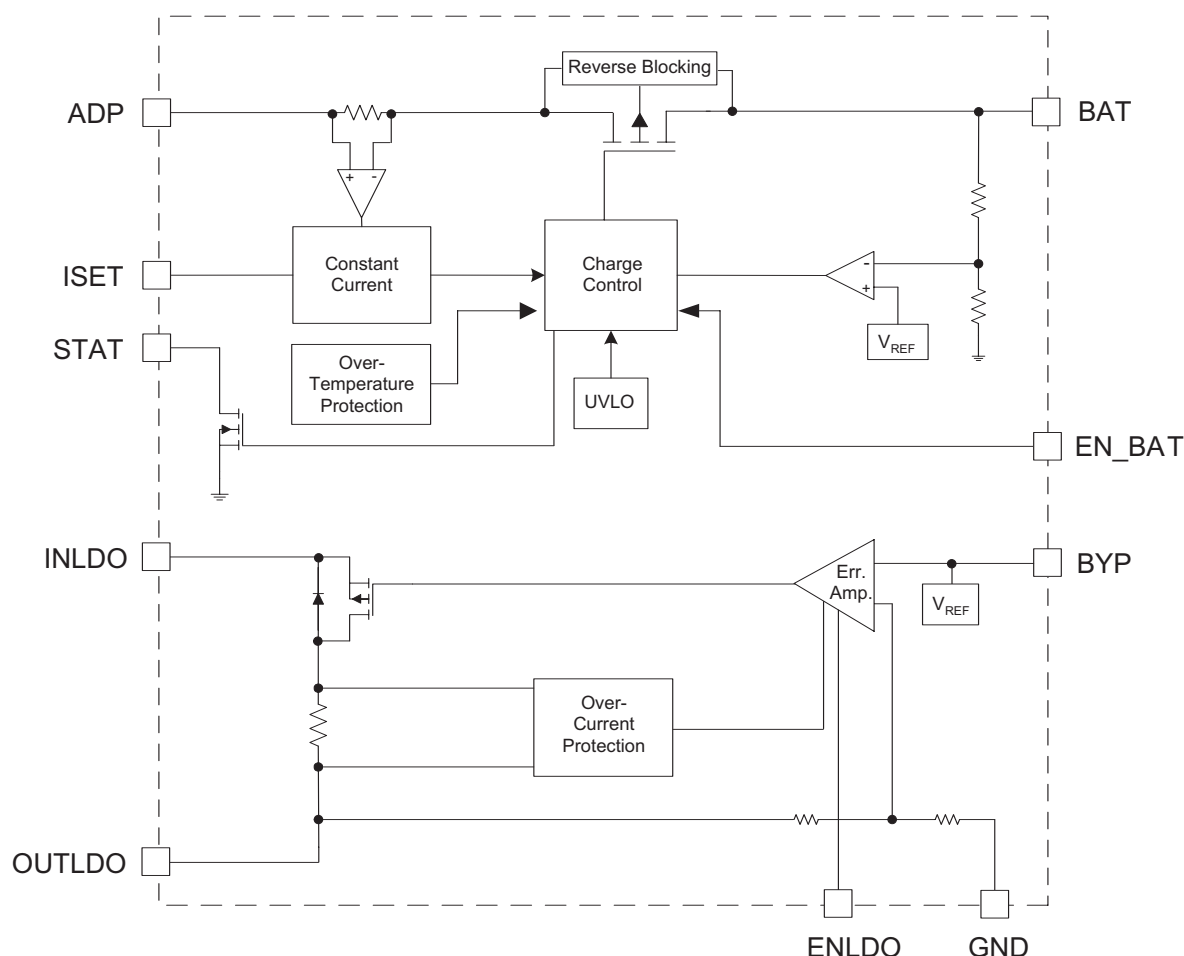 Reverse Blocking
ADP
BAT
+ -
ISET
Constant
Current
Charge
Control
-
+
STAT
Over-
Temperature
Protection
UVLO
VREF
EN_BAT
INLDO
Err.
Amp.
BYP
VREF
Over-
Current
Protection
OUTLDO
ENLDO
GND